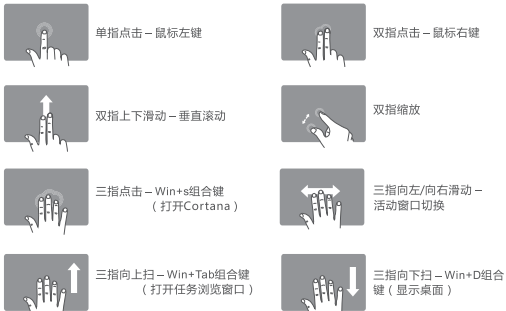 单指点击 – 鼠标左键
双指点击 – 鼠标右键
双指上下滑动 – 垂直滚动
双指缩放
三指点击 – Win+s组合键
（打开Cortana）
三指向左/向右滑动 –
活动窗口切换
三指向上扫 – Win+Tab组合键
（打开任务浏览窗口）
三指向下扫 – Win+D组合
键（显示桌面）